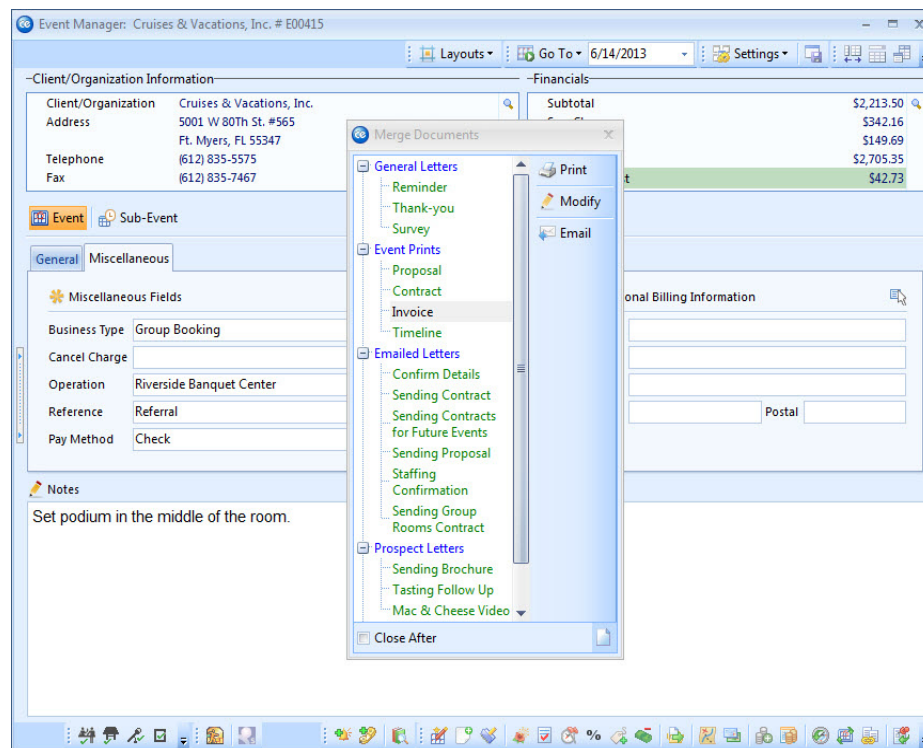 Event Manager: Cruises & Vacations, Inc. # E00415
Layouts
Go To
6/14/2013
Settings
Client/Organization Information
Client/Organization Cruises & Vacations, Inc.
Address 5001 W 80Th St. #565
Ft. Myers, FL 55347
Telephone (612) 835-5575
Fax (612) 835-7467
Financials
Subtotal $2,213.50
$342.16
$149.69
$2,705.35
t $42.73
Event
Sub-Event
General
Miscellaneous
Miscellaneous Fields
Business Type Group Booking
Cancel Charge
Operation Riverside Banquet Center
Reference Referral
Pay Method Check
onal Billing Information
Postal
Notes
Set podium in the middle of the room.
Merge Documents
General Letters
Reminder
Thank-you
Survey
Event Prints
Proposal
Contract
Invoice
Timeline
Emailed Letters
Confirm Details
Sending Contract
Sending Contracts
for Future Events
Sending Proposal
Staffing
Confirmation
Sending Group
Rooms Contract
Prospect Letters
Sending Brochure
Tasting Follow Up
Mac & Cheese Video
Print
Modify
Email
Close After
%